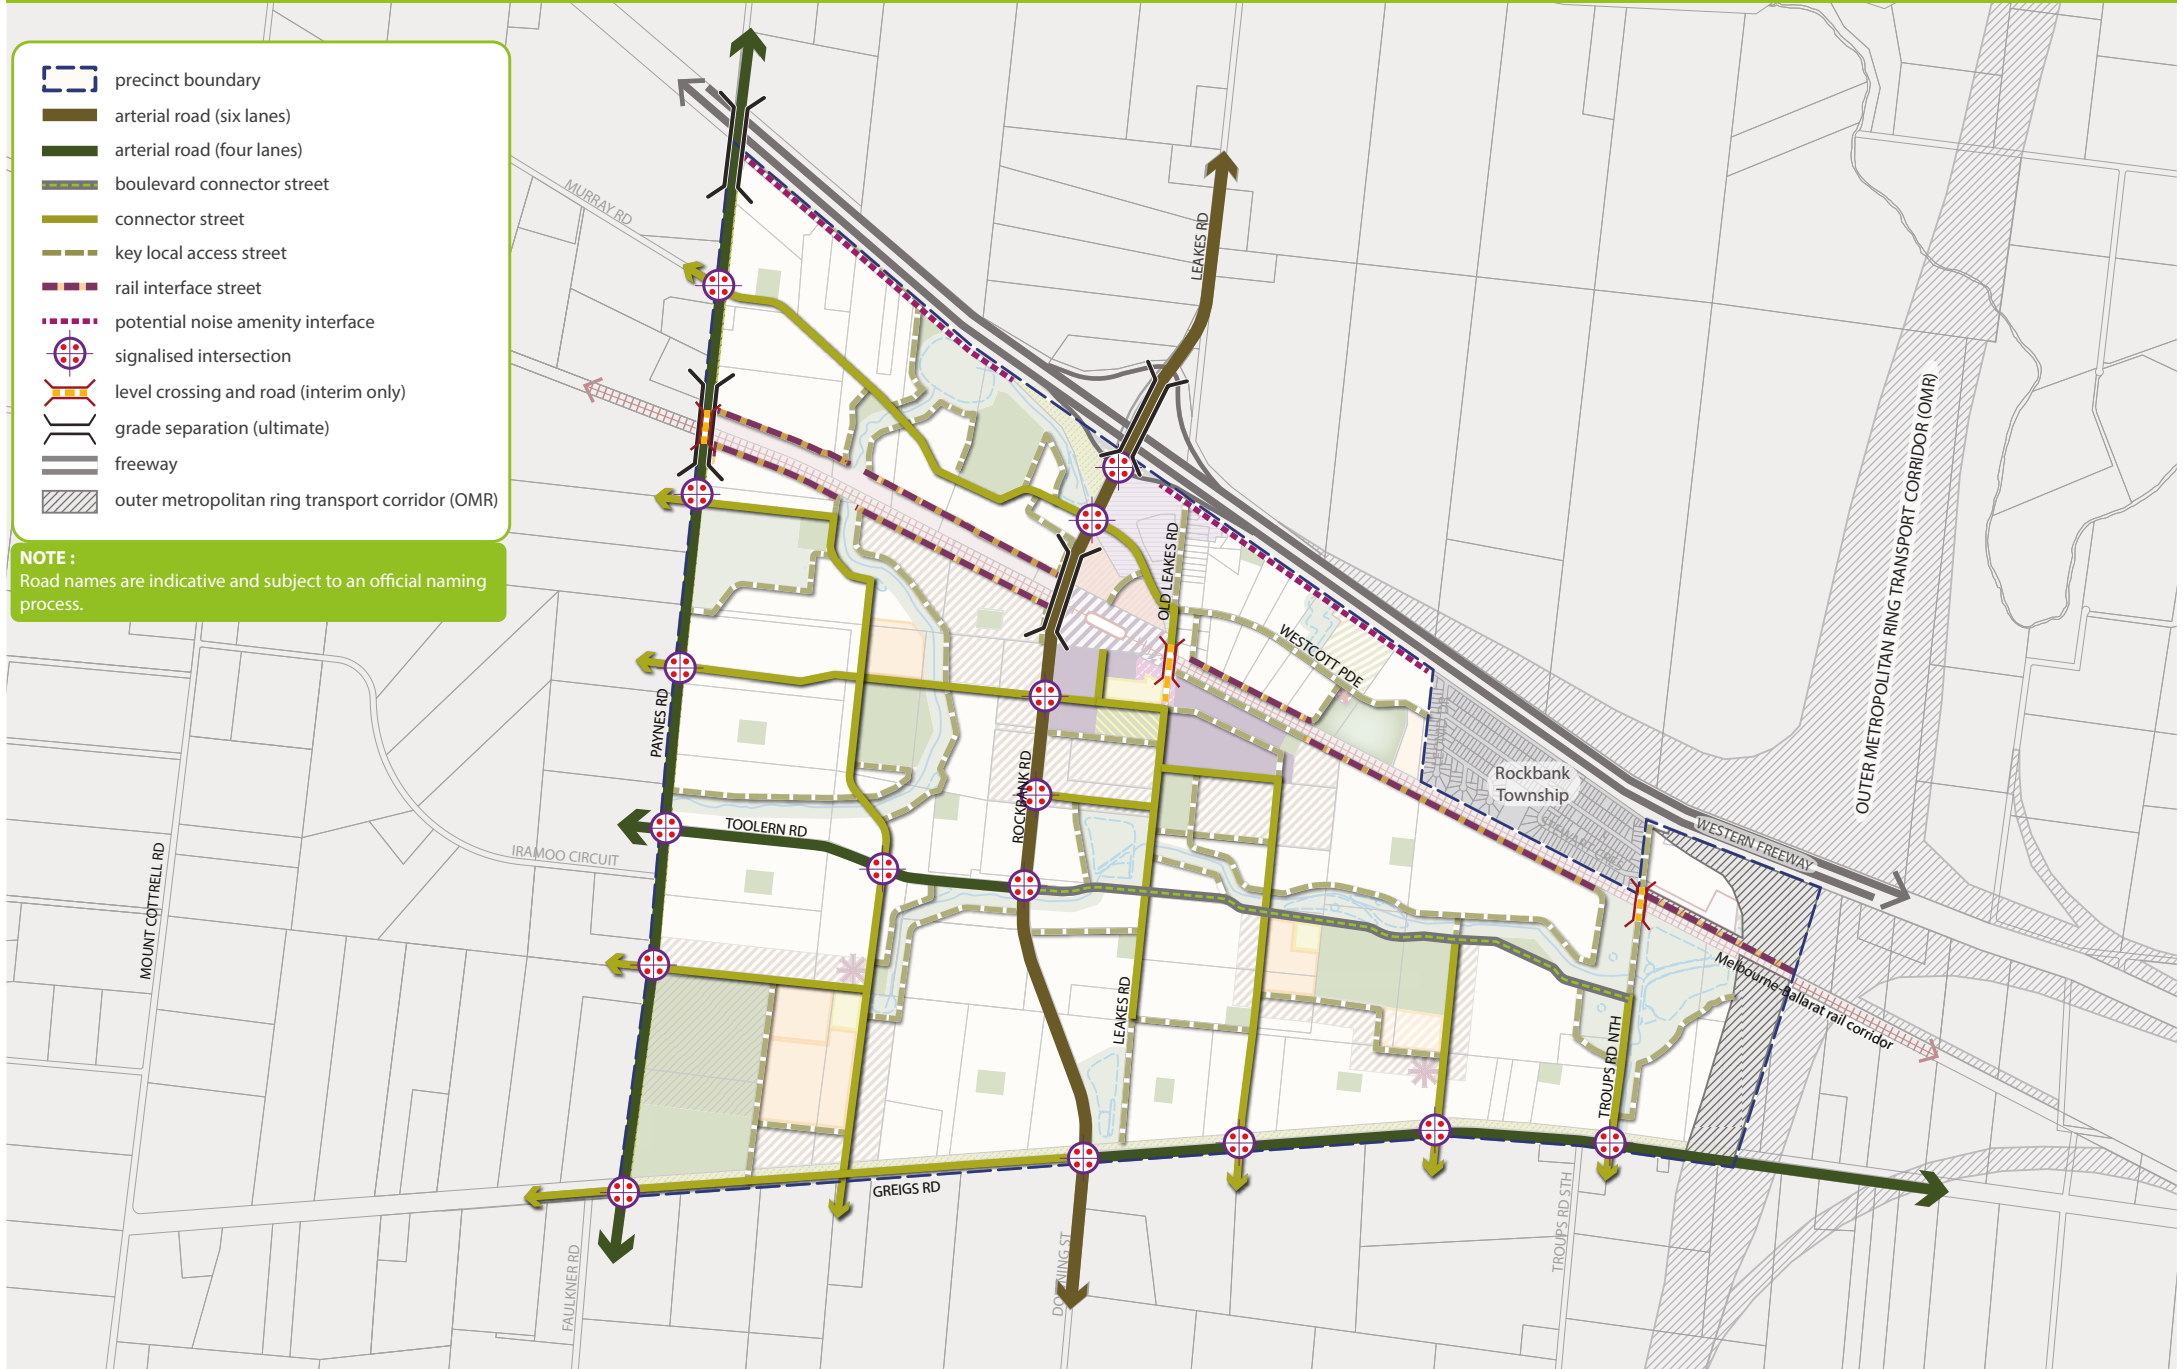 precinct boundary
arterial road (six lanes)
arterial road (four lanes)
boulevard connector street
connector street
key local access street
rail interface street
potential noise amenity interface
signalised intersection
level crossing and road (interim only)
grade separation (ultimate)
freeway
outer metropolitan ring transport corridor (OMR)
NOTE :
Road names are indicative and subject to an official naming
process.
MURRAY RD
LEAKES RD
OLD LEAKES RD
WESTCOTT PDE
PAYNES RD
ROCKBANK RD
Rockbank
Township
OUTER METROPOLITAN RING TRANSPORT CORRIDOR (OMR)
WESTERN FREEWAY
TOOLERN RD
IRAMOO CIRCUIT
MOUNT COTTRELL RD
LEAKES RD
Melbourne-Ballarat rail corridor
TROUPS RD NTH
GREIGS RD
TROUPS RD STH
FAULKNER RD